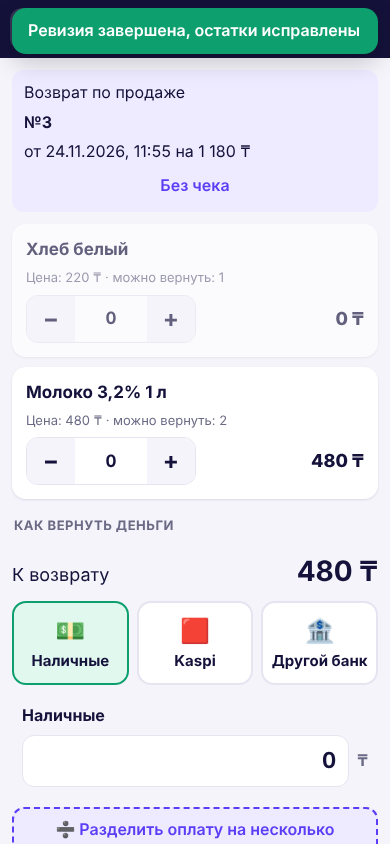 Ревизия завершена, остатки исправлены
Возврат по продаже
№3
от 24.11.2026, 11:55 на 1 180 ₸
Без чека
Хлеб белый
Цена: 220 ₸ · можно вернуть: 1
− 0 + 0 ₸
Молоко 3,2% 1 л
Цена: 480 ₸ · можно вернуть: 2
− 0 + 480 ₸
КАК ВЕРНУТЬ ДЕНЬГИ
К возврату 480 ₸
Наличные Kaspi Другой банк
Наличные
0 ₸
➗ Разделить оплату на несколько